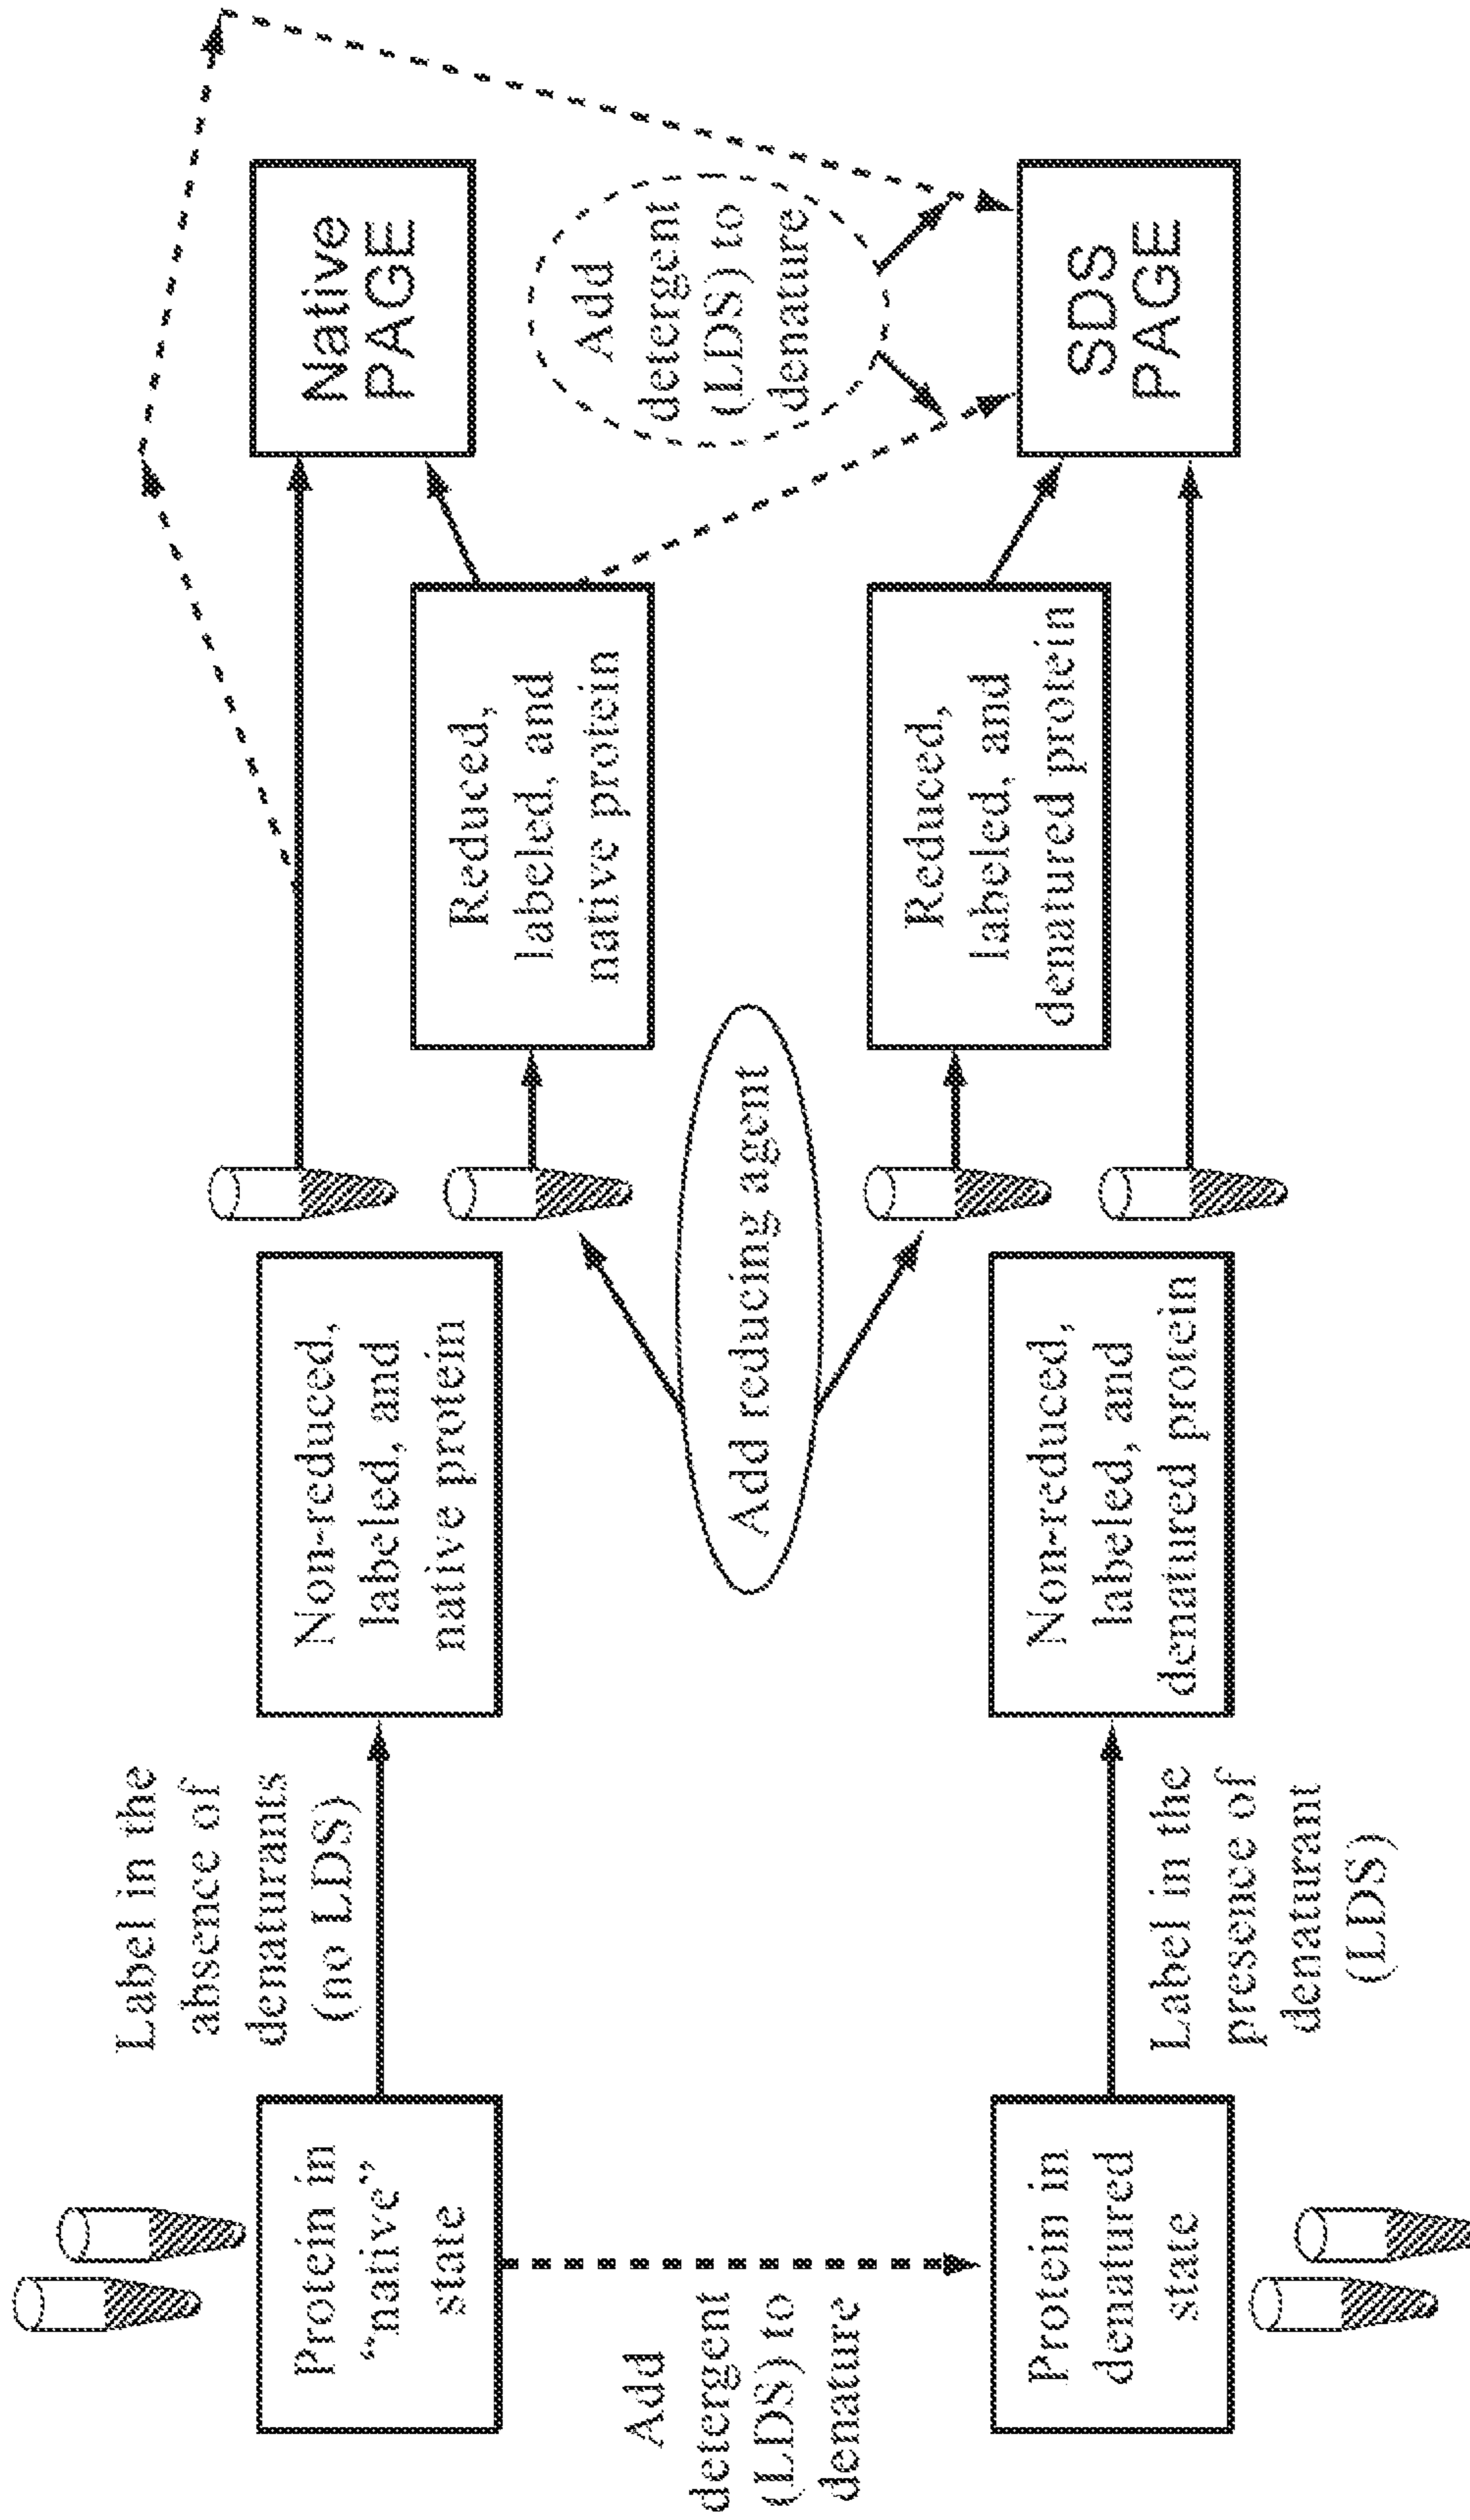 Protein in
“native”
state
Add
detergent
(LDS) to
denature
Protein in
denatured
state
Label in the
absence of
denaturants
(no LDS)
Label in the
presence of
denaturant
(LDS)
Non-reduced,
labeled, and
native protein
Add reducing agent
Non-reduced,
labeled, and
denatured protein
Reduced,
labeled, and
native protein
Reduced,
labeled, and
denatured protein
Native
PAGE
Add
detergent
(LDS) to
denature
SDS
PAGE